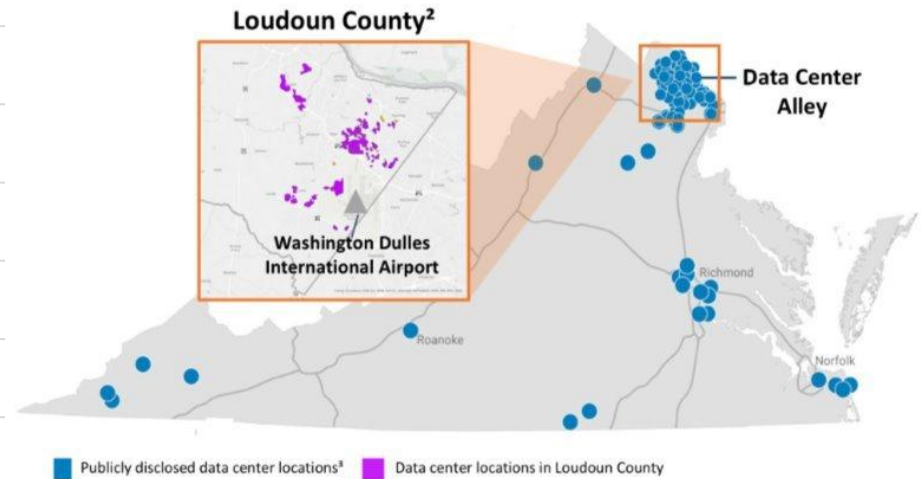 Loudoun County²
Data Center
Alley
Washington Dulles
International Airport
Richmond
Roanoke
Norfolk
Publicly disclosed data center locations³
Data center locations in Loudoun County